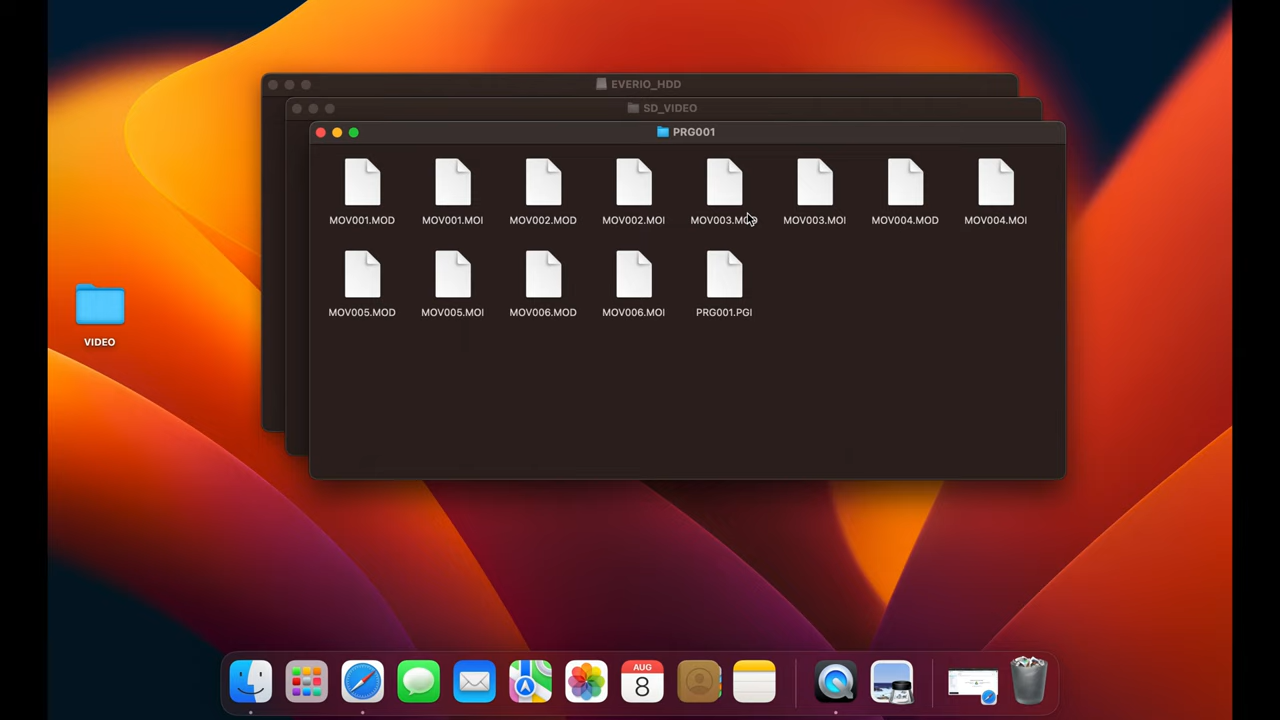 EVERIO_HDD
SD_VIDEO
PRG001
MOV001.MOD MOV001.MOI MOV002.MOD MOV002.MOI MOV003.MOD MOV003.MOI MOV004.MOD MOV004.MOI
MOV005.MOD MOV005.MOI MOV006.MOD MOV006.MOI PRG001.PGI
VIDEO
AUG
8